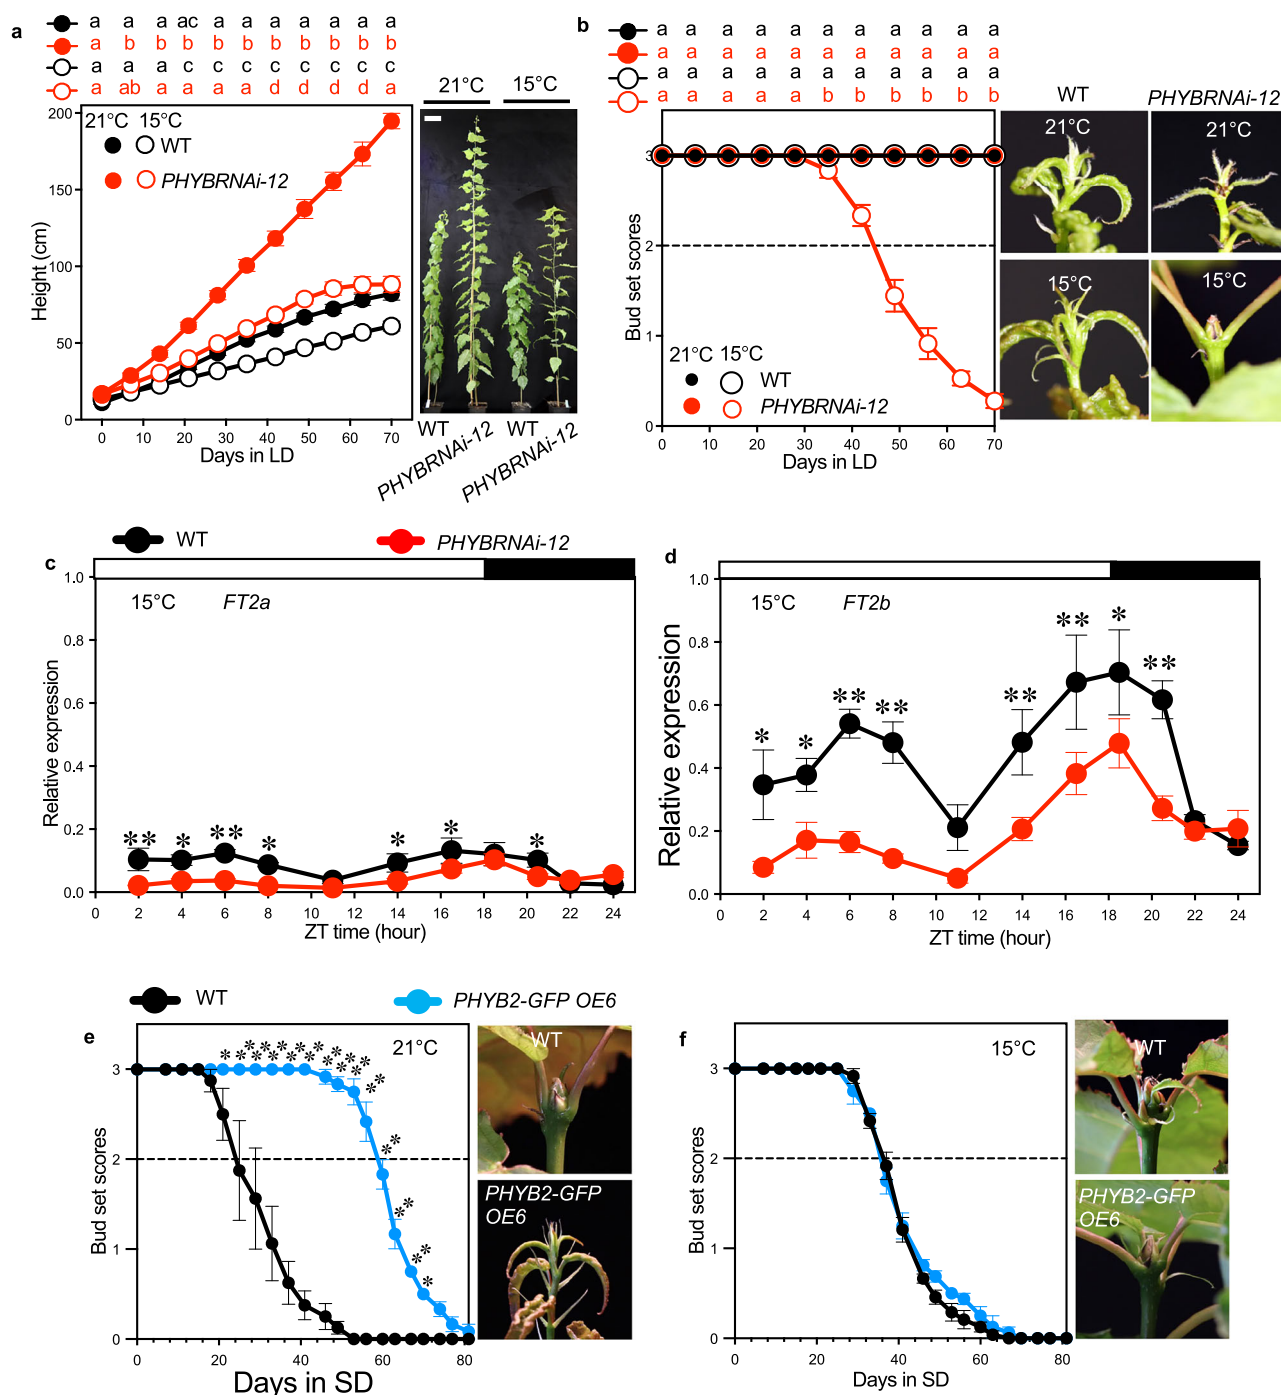 a
a a a ac a a a a a a a
a b b b b b b b b b b
a a a c c c c c c c c
a ab a a a a d d d a
21°C 15°C
200
150
100
50
0
Height (cm)
21°C 15°C
WT
PHYBRNAi-12
0 10 20 30 40 50 60 70
Days in LD
WT
PHYBRNAi-12
WT
PHYBRNAi-12
b
a a a a a a a a a a a
a a a a a a a a a a a
a a a a a a a a a a a
a a a a a b b b b b b
3
2
1
0
Bud set scores
21°C 15°C
WT
PHYBRNAi-12
0 10 20 30 40 50 60 70
Days in LD
WT PHYBRNAi-12
21°C 21°C
15°C 15°C
WT PHYBRNAi-12
c
15°C FT2a
1.0
0.8
0.6
0.4
0.2
0.0
Relative expression
** * ** * * * *
0 2 4 6 8 10 12 14 16 18 20 22 24
ZT time (hour)
d
15°C FT2b
1.0
0.8
0.6
0.4
0.2
0.0
Relative expression
* * ** ** ** ** * **
0 2 4 6 8 10 12 14 16 18 20 22 24
ZT time (hour)
WT PHYB2-GFP OE6
e
21°C
3
2
1
0
Bud set scores
0 20 40 60 80
Days in SD
WT
PHYB2-GFP
OE6
f
15°C
3
2
1
0
Bud set scores
0 20 40 60 80
Days in SD
WT
PHYB2-GFP
OE6